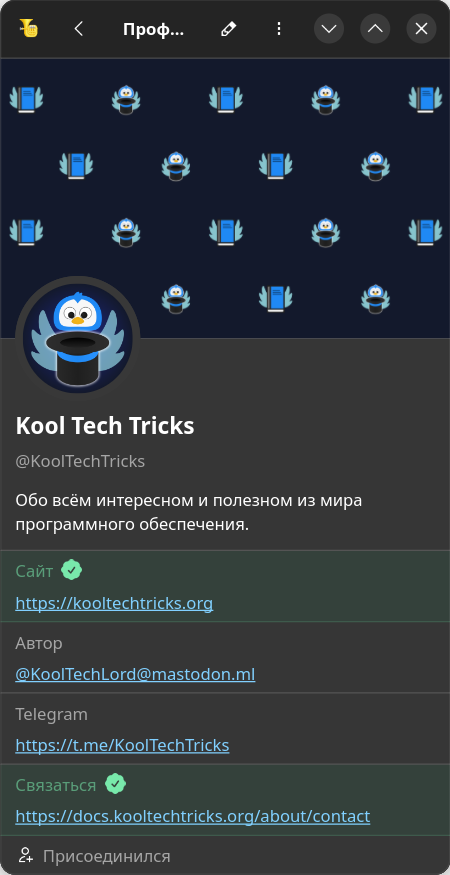 Проф...
Kool Tech Tricks
@KoolTechTricks
Обо всём интересном и полезном из мира
программного обеспечения.
Сайт
https://kooltechtricks.org
Автор
@KoolTechLord@mastodon.ml
Telegram
https://t.me/KoolTechTricks
Связаться
https://docs.kooltechtricks.org/about/contact
Присоединился